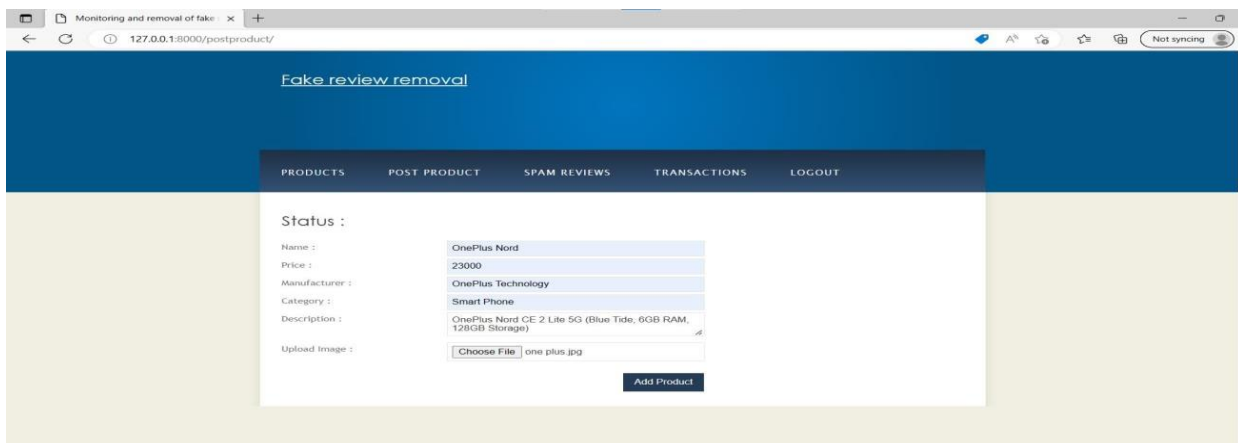 Monitoring and removal of fake
127.0.0.1:8000/postproduct/
Not syncing
Fake review removal
PRODUCTS POST PRODUCT SPAM REVIEWS TRANSACTIONS LOGOUT
Status :
Name : OnePlus Nord
Price : 23000
Manufacturer : OnePlus Technology
Category : Smart Phone
Description : OnePlus Nord CE 2 Lite 5G (Blue Tide, 6GB RAM,
128GB Storage)
Upload Image : Choose File one plus.jpg
Add Product